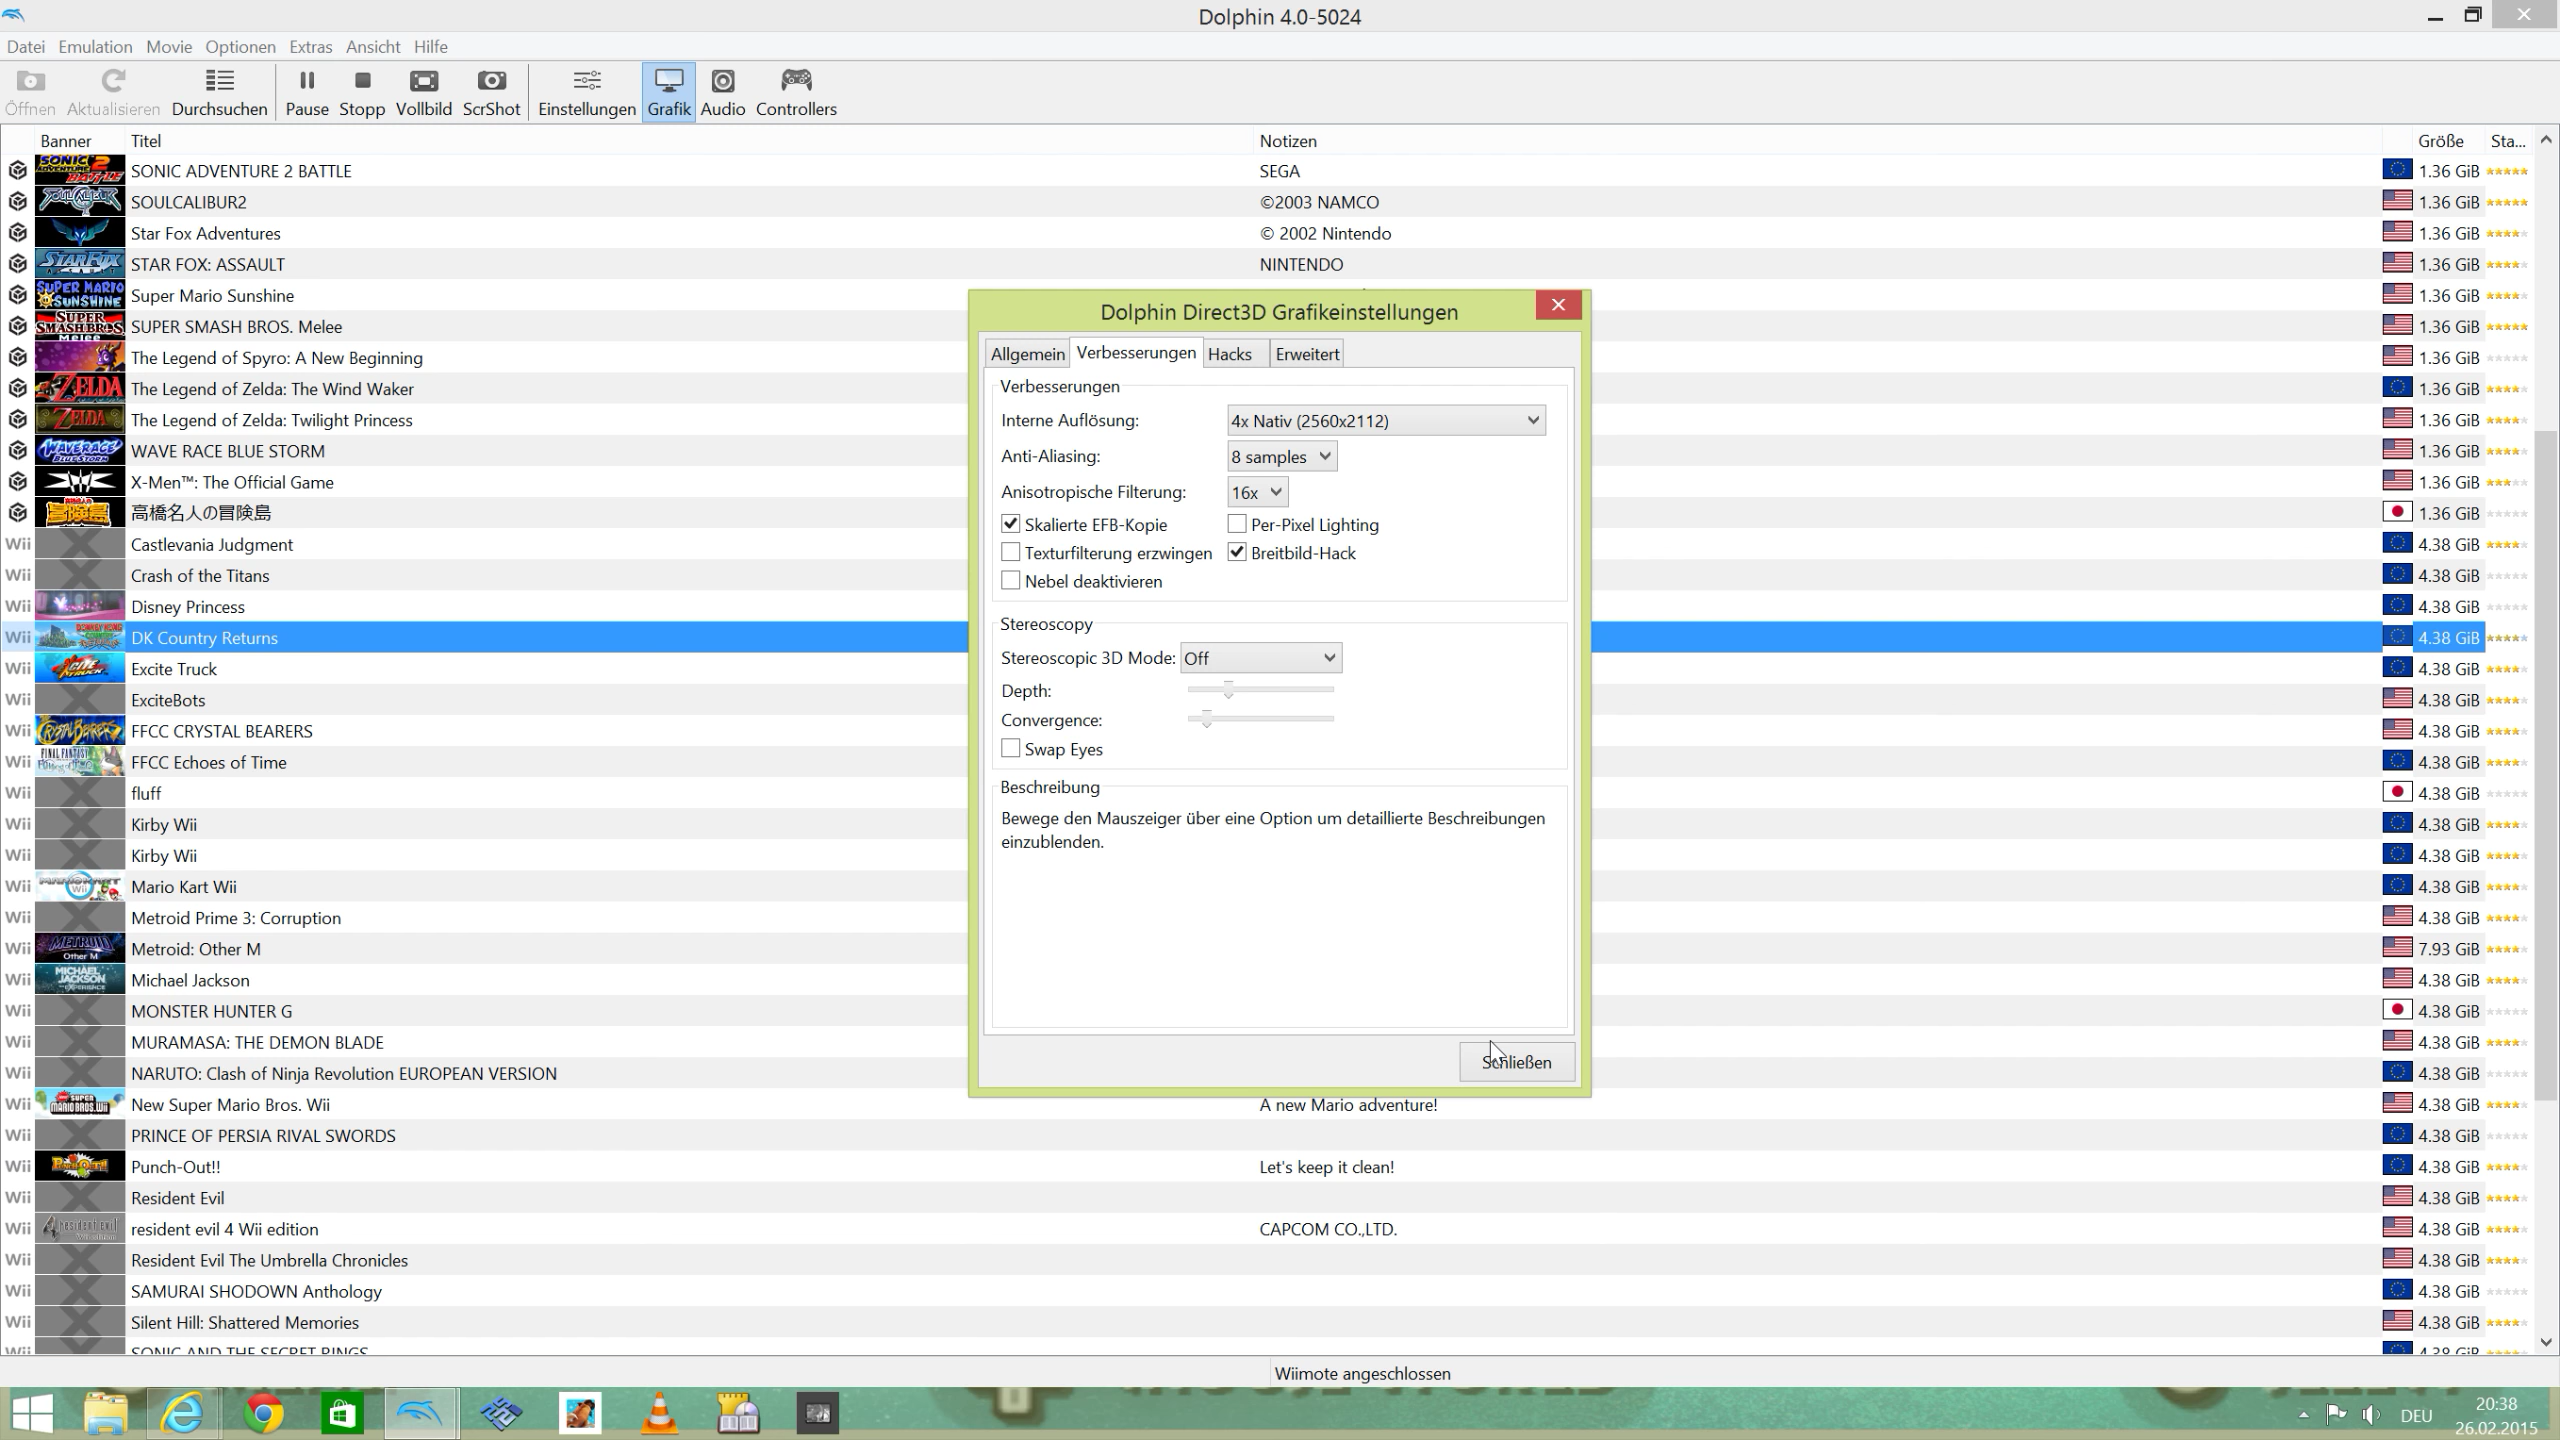 Dolphin 4.0-5024
Datei Emulation Movie Optionen Extras Ansicht Hilfe
Öffnen Aktualisieren Durchsuchen Pause Stopp Vollbild ScrShot Einstellungen Grafik Audio Controllers
Banner Titel Notizen Größe Sta...
SONIC ADVENTURE 2 BATTLE SEGA 1.36 GiB
SOULCALIBUR2 ©2003 NAMCO 1.36 GiB
Star Fox Adventures © 2002 Nintendo 1.36 GiB
STAR FOX: ASSAULT NINTENDO 1.36 GiB
Super Mario Sunshine 1.36 GiB
SUPER SMASH BROS. Melee 1.36 GiB
The Legend of Spyro: A New Beginning 1.36 GiB
The Legend of Zelda: The Wind Waker 1.36 GiB
The Legend of Zelda: Twilight Princess 1.36 GiB
WAVE RACE BLUE STORM 1.36 GiB
X-Men™: The Official Game 1.36 GiB
高橋名人の冒険島 1.36 GiB
Wii Castlevania Judgment 4.38 GiB
Wii Crash of the Titans 4.38 GiB
Wii Disney Princess 4.38 GiB
Wii DK Country Returns 4.38 GiB
Wii Excite Truck 4.38 GiB
Wii ExciteBots 4.38 GiB
Wii FFCC CRYSTAL BEARERS 4.38 GiB
Wii FFCC Echoes of Time 4.38 GiB
Wii fluff 4.38 GiB
Wii Kirby Wii 4.38 GiB
Wii Kirby Wii 4.38 GiB
Wii Mario Kart Wii 4.38 GiB
Wii Metroid Prime 3: Corruption 4.38 GiB
Wii Metroid: Other M 7.93 GiB
Wii Michael Jackson 4.38 GiB
Wii MONSTER HUNTER G 4.38 GiB
Wii MURAMASA: THE DEMON BLADE 4.38 GiB
Wii NARUTO: Clash of Ninja Revolution EUROPEAN VERSION 4.38 GiB
Wii New Super Mario Bros. Wii A new Mario adventure! 4.38 GiB
Wii PRINCE OF PERSIA RIVAL SWORDS 4.38 GiB
Wii Punch-Out!! Let's keep it clean! 4.38 GiB
Wii Resident Evil 4.38 GiB
Wii resident evil 4 Wii edition CAPCOM CO.,LTD. 4.38 GiB
Wii Resident Evil The Umbrella Chronicles 4.38 GiB
Wii SAMURAI SHODOWN Anthology 4.38 GiB
Wii Silent Hill: Shattered Memories 4.38 GiB
Wii SONIC AND THE SECRET RINGS 4.38 GiB
Dolphin Direct3D Grafikeinstellungen
Allgemein Verbesserungen Hacks Erweitert
Verbesserungen
Interne Auflösung: 4x Nativ (2560x2112)
Anti-Aliasing: 8 samples
Anisotropische Filterung: 16x
Skalierte EFB-Kopie Per-Pixel Lighting
Texturfilterung erzwingen Breitbild-Hack
Nebel deaktivieren
Stereoscopy
Stereoscopic 3D Mode: Off
Depth:
Convergence:
Swap Eyes
Beschreibung
Bewege den Mauszeiger über eine Option um detaillierte Beschreibungen
einzublenden.
Schließen
Wiimote angeschlossen
DEU
20:38
26.02.2015